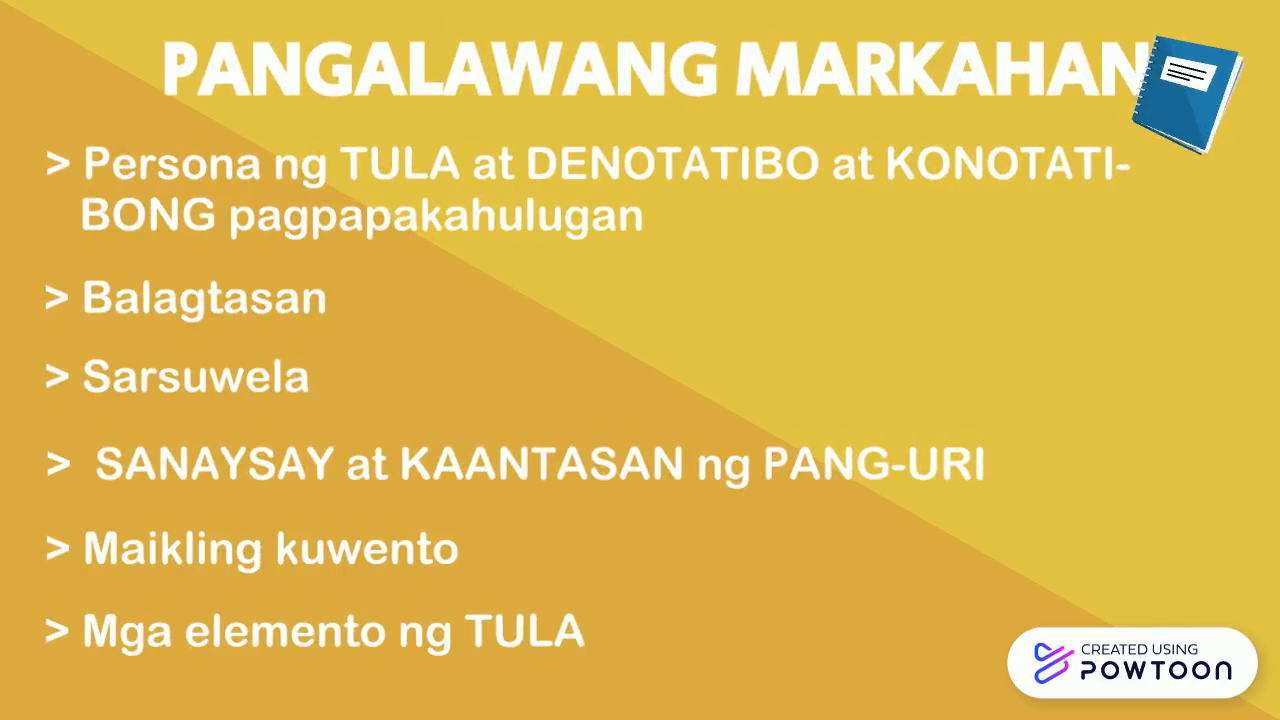 PANGALAWANG MARKAHAN
> Persona ng TULA at DENOTATIBO at KONOTATI-
BONG pagpapakahulugan
> Balagtasan
> Sarsuwela
> SANAYSAY at KAANTASAN ng PANG-URI
> Maikling kuwento
> Mga elemento ng TULA
CREATED USING
POWTOON